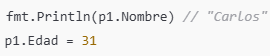 fmt.Println(p1.Nombre) // "Carlos"
p1.Edad = 31